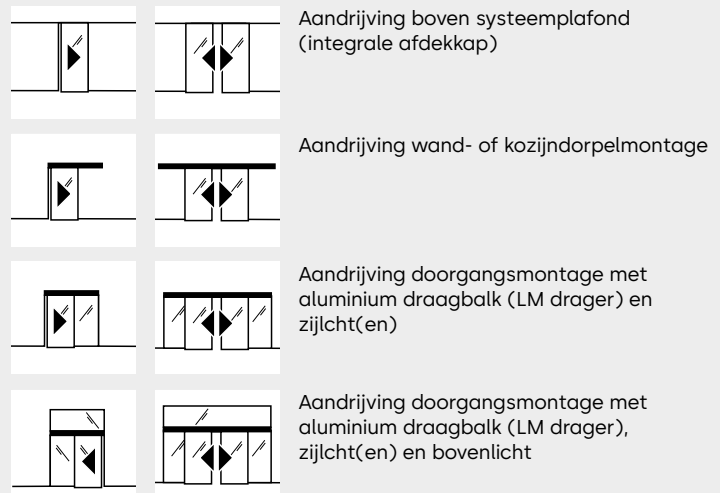 Aandrijving boven systeemplafond
(integrale afdekkap)
Aandrijving wand- of kozijndorpelmontage
Aandrijving doorgangsmontage met
aluminium draagbalk (LM drager) en
zijlcht(en)
Aandrijving doorgangsmontage met
aluminium draagbalk (LM drager),
zijlcht(en) en bovenlicht